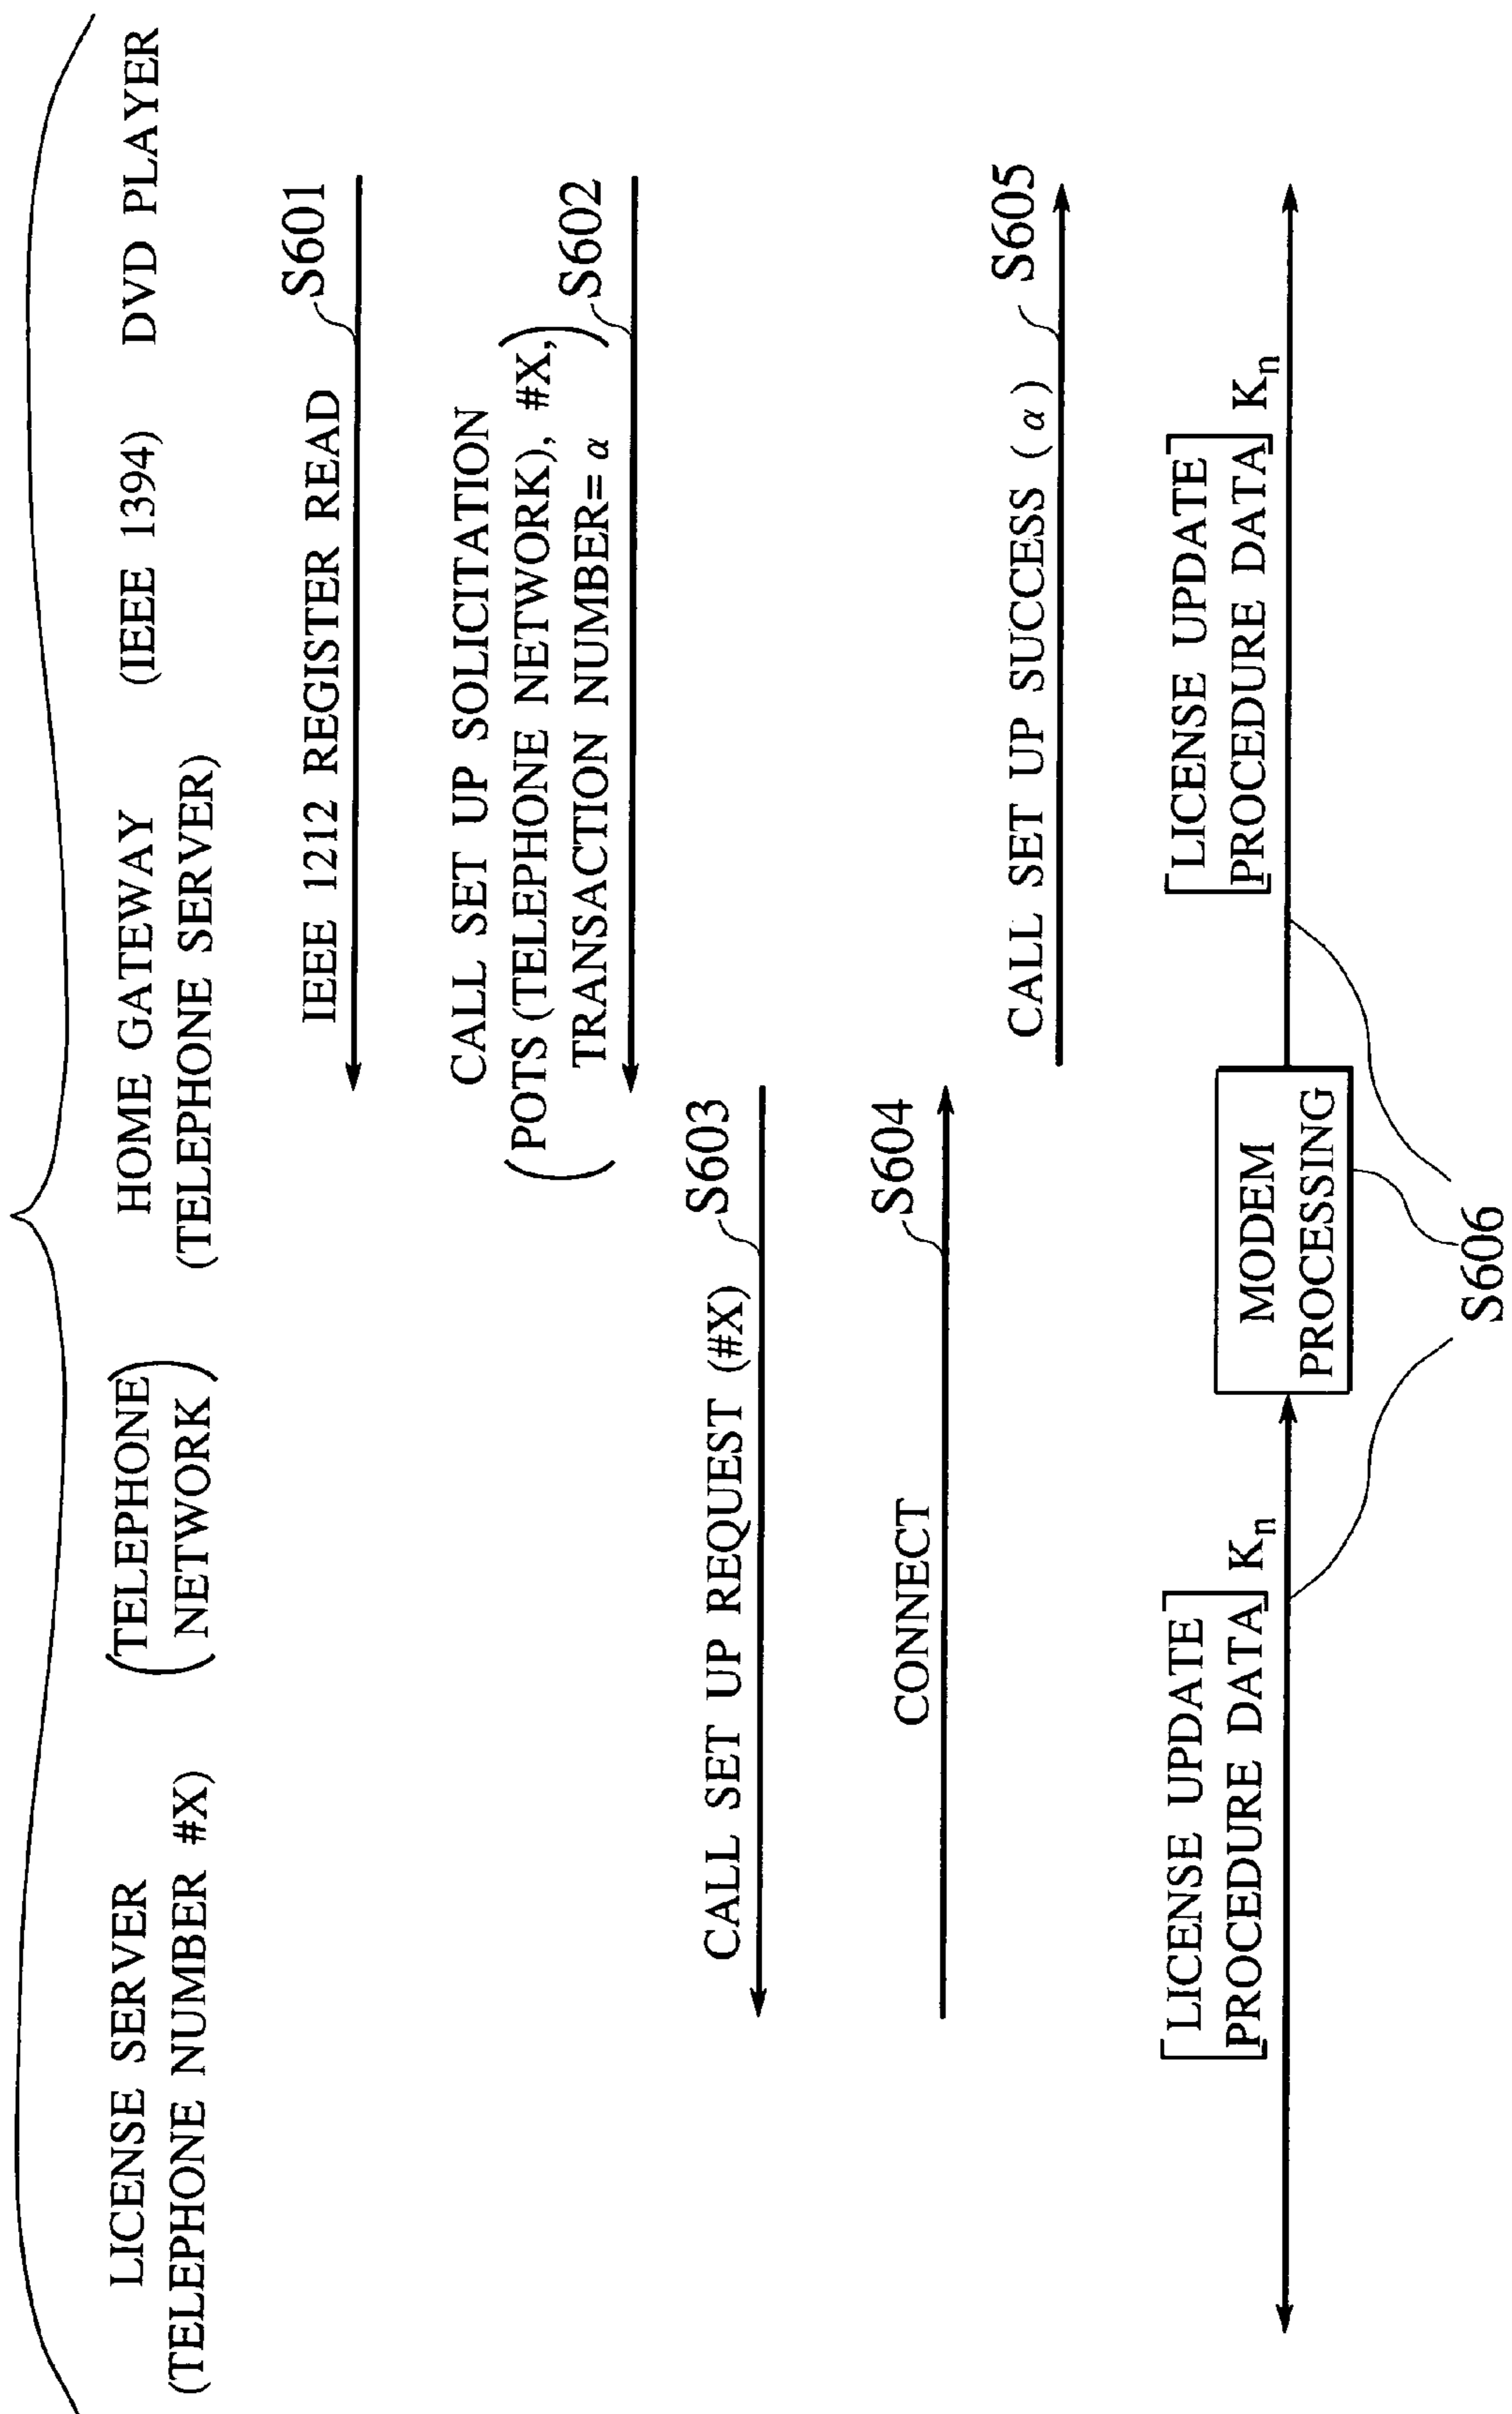 LICENSE SERVER
(TELEPHONE NUMBER #X)
(TELEPHONE
NETWORK)
HOME GATEWAY
(TELEPHONE SERVER)
(IEEE 1394)
DVD PLAYER
IEEE 1212 REGISTER READ
S601
CALL SET UP SOLICITATION
(POTS (TELEPHONE NETWORK), #X,
TRANSACTION NUMBER=α)
S602
CALL SET UP REQUEST (#X)
S603
CONNECT
S604
CALL SET UP SUCCESS (α)
S605
[LICENSE UPDATE
PROCEDURE DATA] Kn
MODEM
PROCESSING
[LICENSE UPDATE
PROCEDURE DATA] Kn
S606